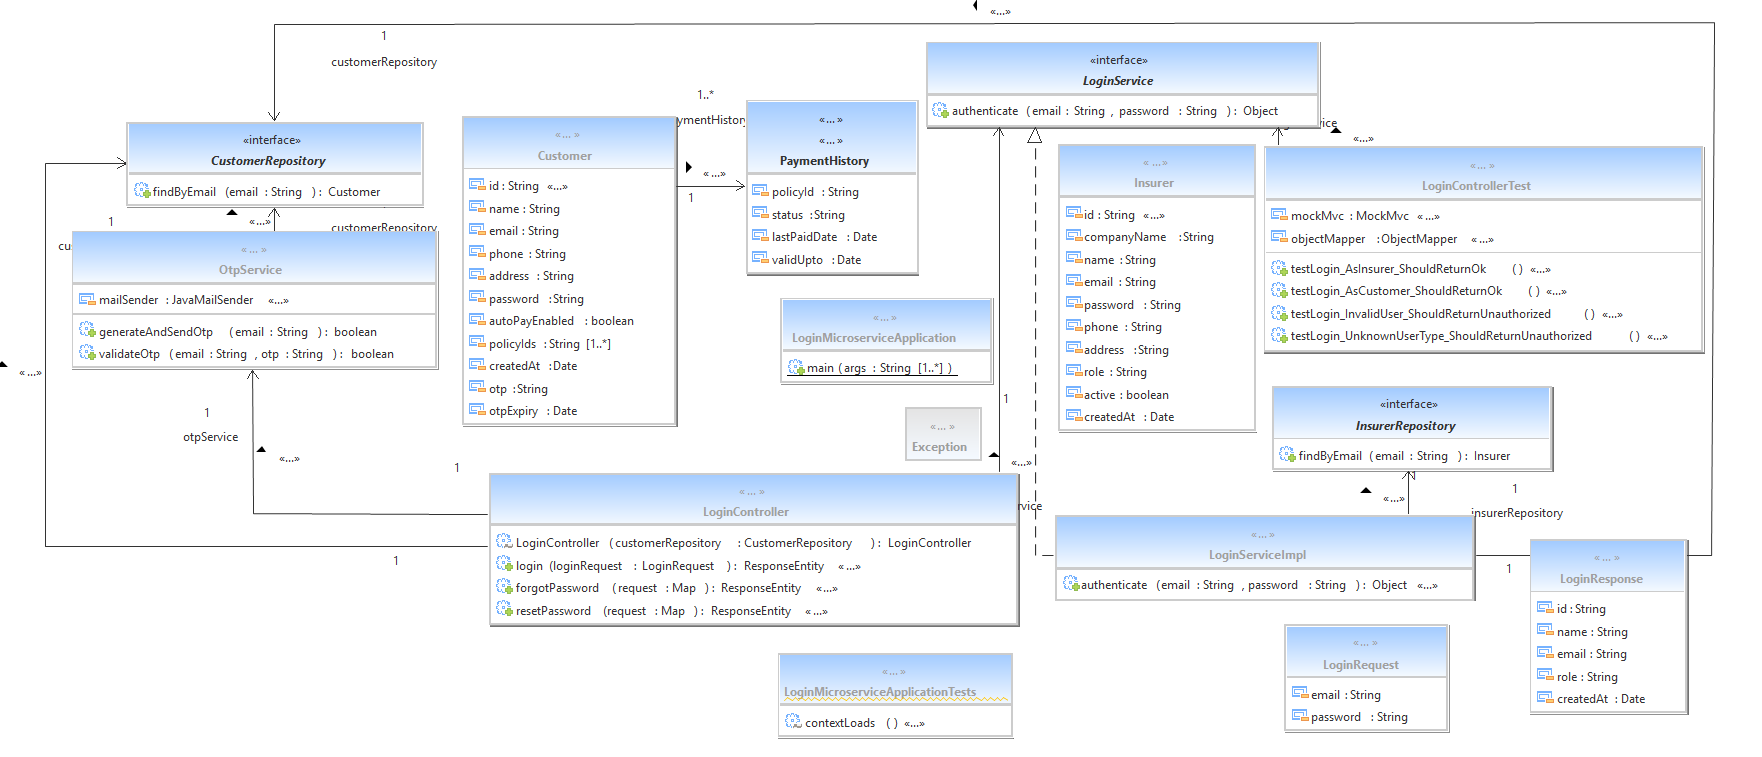 «...»
1
customerRepository
«interface»
LoginService
authenticate (email : String , password : String ) : Object
1..*
«interface»
CustomerRepository
findByEmail (email : String ) : Customer
«... »
Customer
id : String «...»
name : String
email : String
phone : String
address : String
password : String
autoPayEnabled : boolean
policyIds : String [1..*]
createdAt : Date
otp : String
otpExpiry : Date
«...»
1
«...»
«...»
PaymentHistory
policyId : String
status : String
lastPaidDate : Date
validUpto : Date
«... »
Insurer
id : String «...»
companyName : String
name : String
email : String
password : String
phone : String
address : String
role : String
active : boolean
createdAt : Date
«...»
«... »
LoginControllerTest
mockMvc : MockMvc «...»
objectMapper : ObjectMapper «...»
testLogin_AsInsurer_ShouldReturnOk ( ) «...»
testLogin_AsCustomer_ShouldReturnOk ( ) «...»
testLogin_InvalidUser_ShouldReturnUnauthorized ( ) «...»
testLogin_UnknownUserType_ShouldReturnUnauthorized ( ) «...»
1
«...»
customerRepository
«... »
OtpService
mailSender : JavaMailSender «...»
generateAndSendOtp (email : String ) : boolean
validateOtp (email : String , otp : String ) : boolean
«...»
«... »
LoginMicroserviceApplication
main (args : String [1..*] )
«... »
Exception
1
«...»
«interface»
InsurerRepository
findByEmail (email : String ) : Insurer
1
otpService
«...»
1
«... »
LoginController
LoginController (customerRepository : CustomerRepository ) : LoginController
login (loginRequest : LoginRequest ) : ResponseEntity «...»
forgotPassword (request : Map ) : ResponseEntity «...»
resetPassword (request : Map ) : ResponseEntity «...»
1
1
«...»
1
insurerRepository
«... »
LoginServiceImpl
authenticate (email : String , password : String ) : Object «...»
1
«... »
LoginResponse
id : String
name : String
email : String
role : String
createdAt : Date
«... »
LoginRequest
email : String
password : String
«... »
LoginMicroserviceApplicationTests
contextLoads ( ) «...»